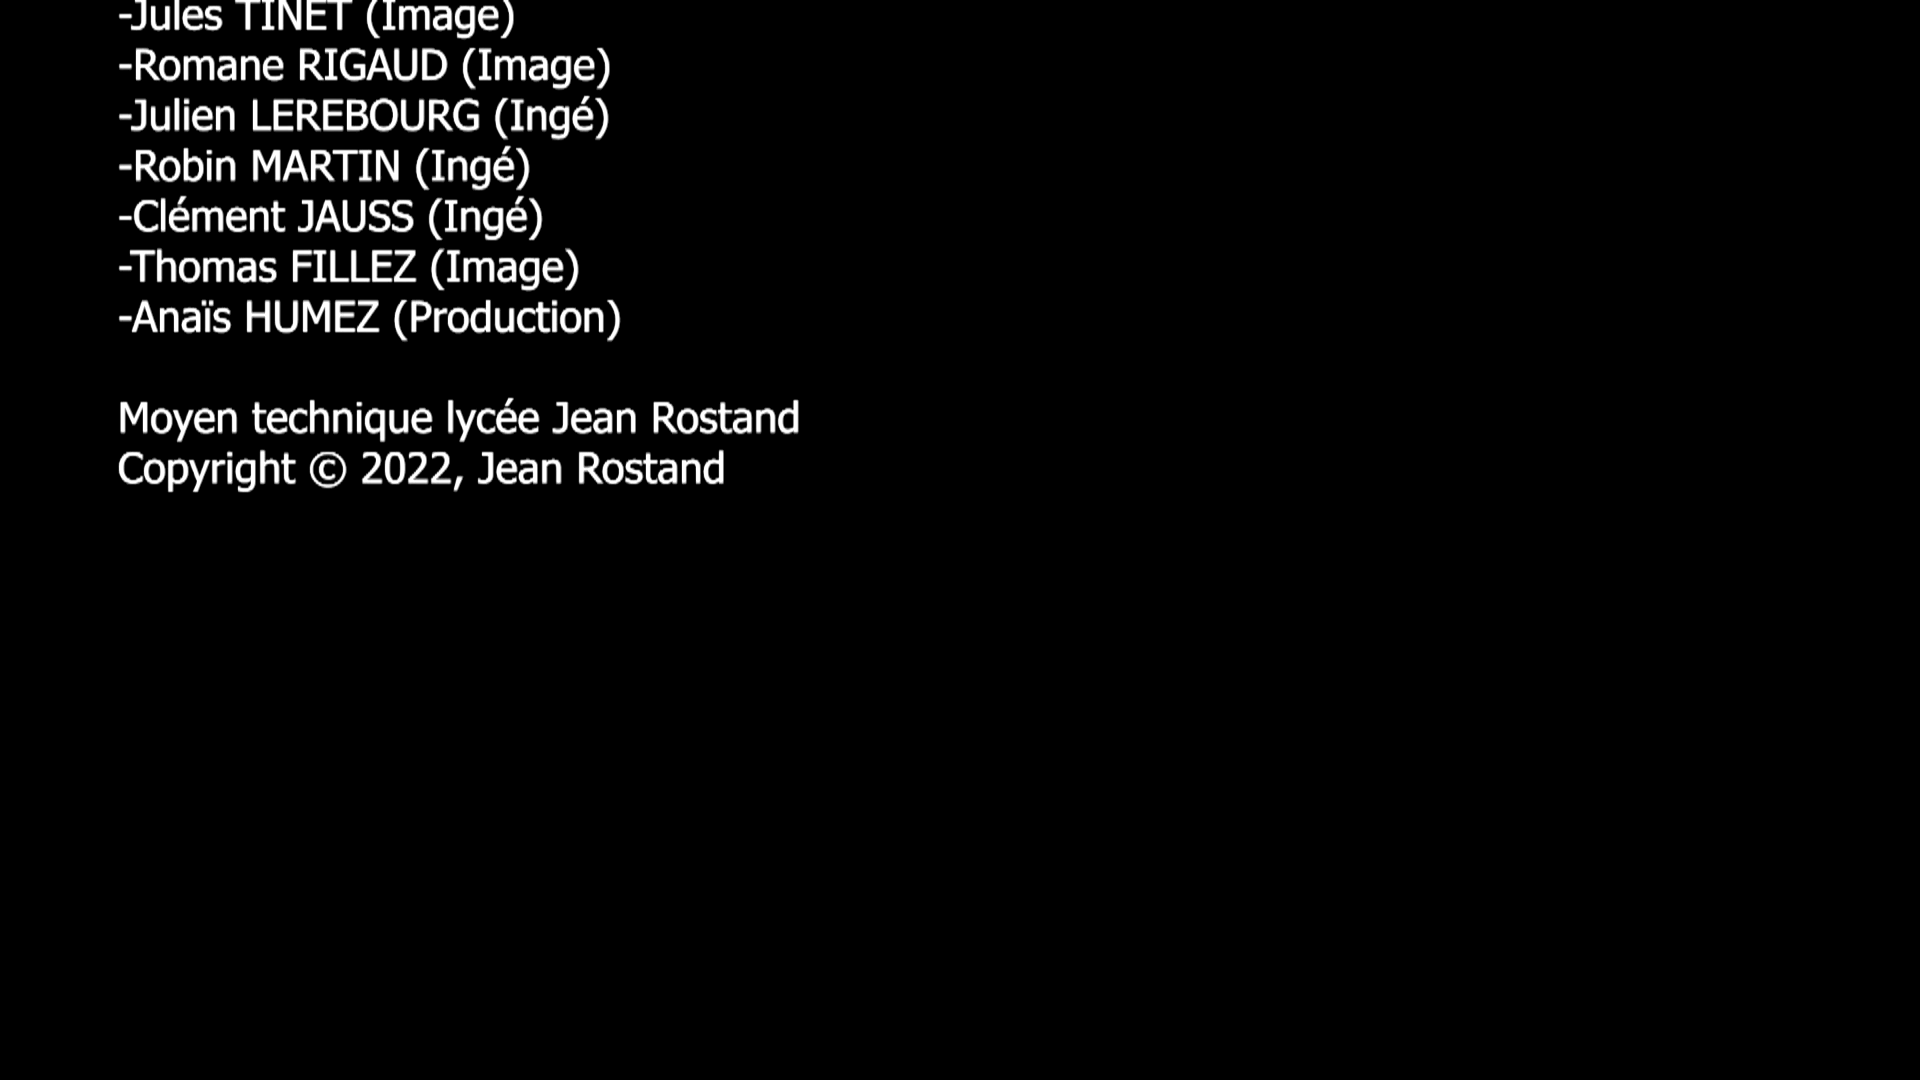 -Jules TINET (Image)
-Romane RIGAUD (Image)
-Julien LEREBOURG (Ingé)
-Robin MARTIN (Ingé)
-Clément JAUSS (Ingé)
-Thomas FILLEZ (Image)
-Anaïs HUMEZ (Production)
Moyen technique lycée Jean Rostand
Copyright © 2022, Jean Rostand